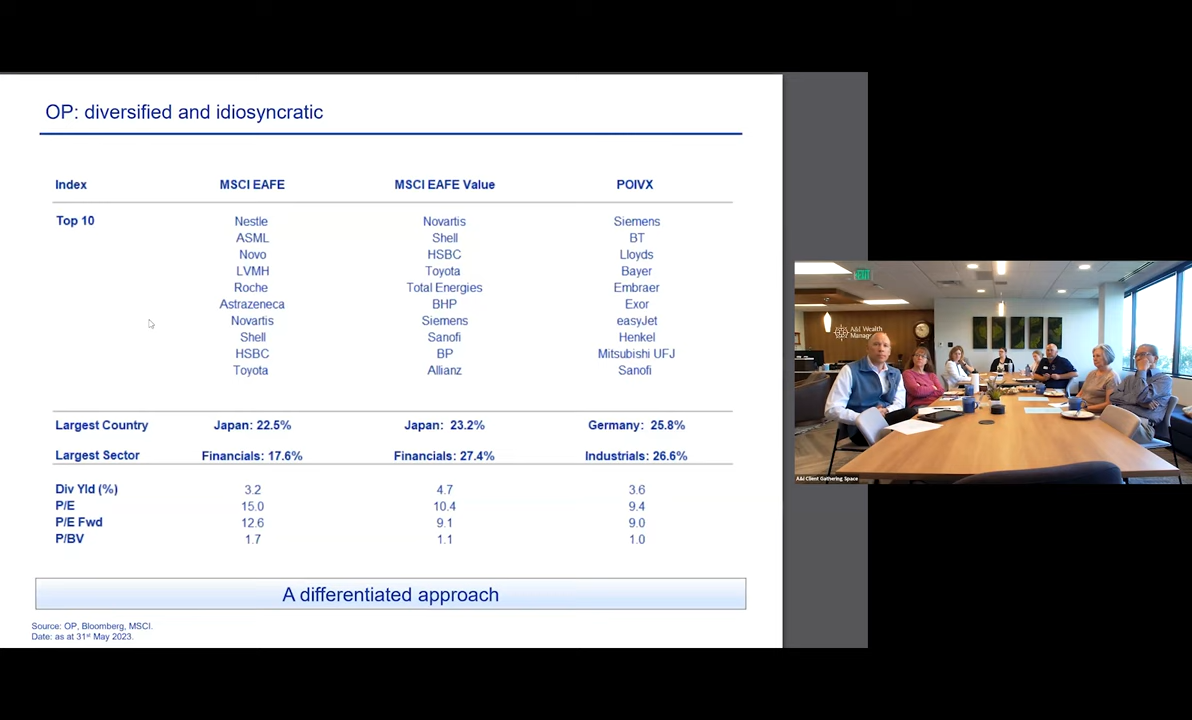 OP: diversified and idiosyncratic
Index MSCI EAFE MSCI EAFE Value POIVX
Top 10 Nestle Novartis Siemens
ASML Shell BT
Novo HSBC Lloyds
LVMH Toyota Bayer
Roche Total Energies Embraer
Astrazeneca BHP Exor
Novartis Siemens easyJet
Shell Sanofi Henkel
HSBC BP Mitsubishi UFJ
Toyota Allianz Sanofi
Largest Country Japan: 22.5% Japan: 23.2% Germany: 25.8%
Largest Sector Financials: 17.6% Financials: 27.4% Industrials: 26.6%
Div Yld (%) 3.2 4.7 3.6
P/E 15.0 10.4 9.4
P/E Fwd 12.6 9.1 9.0
P/BV 1.7 1.1 1.0
A differentiated approach
Source: OP, Bloomberg, MSCI.
Date: as at 31st May 2023.
EXIT
A&I Wealth
Manag
A&I Client Gathering Space